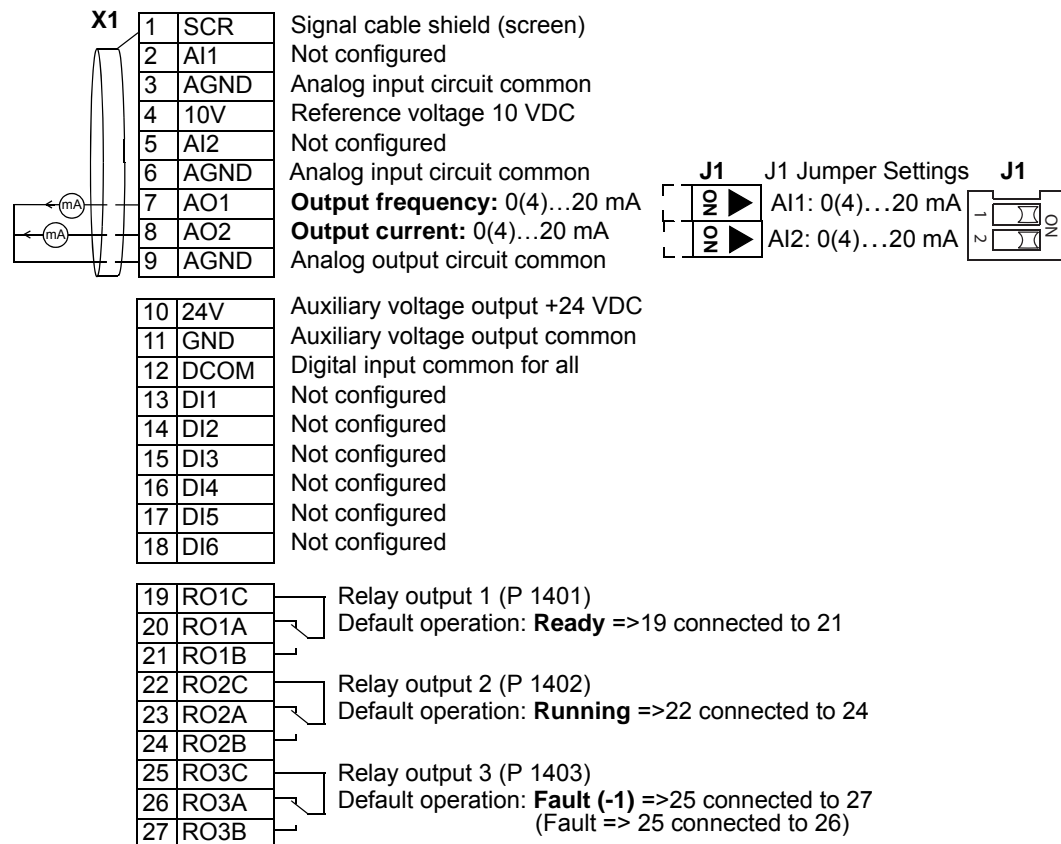 X1
1 SCR Signal cable shield (screen)
2 AI1 Not configured
3 AGND Analog input circuit common
4 10V Reference voltage 10 VDC
5 AI2 Not configured
6 AGND Analog input circuit common
7 AO1 Output frequency: 0(4)…20 mA
8 AO2 Output current: 0(4)…20 mA
9 AGND Analog output circuit common
mA
mA
J1 J1 Jumper Settings J1
ON AI1: 0(4)…20 mA
ON AI2: 0(4)…20 mA
1
2
ON
10 24V Auxiliary voltage output +24 VDC
11 GND Auxiliary voltage output common
12 DCOM Digital input common for all
13 DI1 Not configured
14 DI2 Not configured
15 DI3 Not configured
16 DI4 Not configured
17 DI5 Not configured
18 DI6 Not configured
19 RO1C Relay output 1 (P 1401)
20 RO1A Default operation: Ready =>19 connected to 21
21 RO1B
22 RO2C Relay output 2 (P 1402)
23 RO2A Default operation: Running =>22 connected to 24
24 RO2B
25 RO3C Relay output 3 (P 1403)
26 RO3A Default operation: Fault (-1) =>25 connected to 27
27 RO3B (Fault => 25 connected to 26)